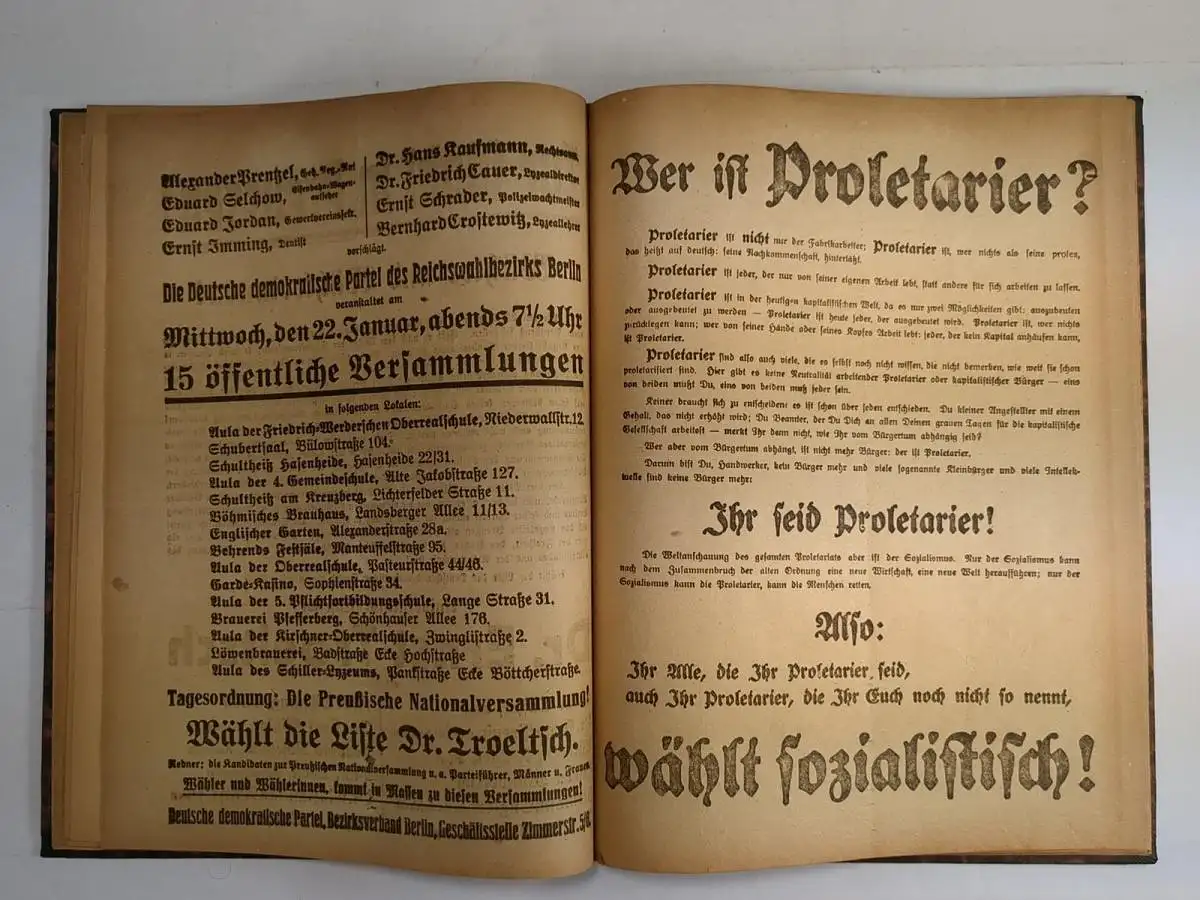 Alexander Prentzel, Geh. Reg.-Rat
Eduard Selchow, Eisenbahn-Wagen-
aufseher
Eduard Jordan, Gewerkvereinssekr.
Ernst Imming, Dentist
Dr. Hans Kaufmann, Rechtsanw.
Dr. Friedrich Cauer, Lyzealdirektor
Ernst Schrader, Polizeiwachtmeister
Bernhard Crostewitz, Lyzeallehrer
vorschlägt.
Die Deutsche demokratische Partei des Reichswahlbezirks Berlin
veranstaltet am
Mittwoch, den 22. Januar, abends 7½ Uhr
15 öffentliche Versammlungen
in folgenden Lokalen:
Aula der Friedrich-Werderschen Oberrealschule, Niederwallstr. 12.
Schubertsaal, Bülowstraße 104.
Schultheiß Hasenheide, Hasenheide 22/31.
Aula der 4. Gemeindeschule, Alte Jakobstraße 127.
Schultheiß am Kreuzberg, Lichterfelder Straße 11.
Böhmisches Brauhaus, Landsberger Allee 11/13.
Englischer Garten, Alexanderstraße 28a.
Behrends Festsäle, Manteuffelstraße 95.
Aula der Oberrealschule, Pasteurstraße 44/46.
Garde-Kasino, Sophienstraße 34.
Aula der 5. Pflichtfortbildungsschule, Lange Straße 31.
Brauerei Pfefferberg, Schönhauser Allee 176.
Aula der Kirschner-Oberrealschule, Zwinglistraße 2.
Löwenbrauerei, Badstraße Ecke Hochstraße
Aula des Schiller-Lyzeums, Pankstraße Ecke Böttcherstraße.
Tagesordnung: Die Preußische Nationalversammlung!
Wählt die Liste Dr. Troeltsch.
Redner: die Kandidaten zur Preußischen Nationalversammlung u. a. Parteiführer, Männer u. Frauen
Wähler und Wählerinnen, kommt in Massen zu diesen Versammlungen!
Deutsche demokratische Partei, Bezirksverband Berlin, Geschäftsstelle Zimmerstr. 5/6.
Wer ist Proletarier?
Proletarier ist nicht nur der Fabrikarbeiter; Proletarier ist, wer nichts als seine proles,
das heißt auf deutsch: seine Nachkommenschaft, hinterläßt.
Proletarier ist jeder, der nur von seiner eigenen Arbeit lebt, statt andere für sich arbeiten zu lassen.
Proletarier ist in der heutigen kapitalistischen Welt, da es nur zwei Möglichkeiten gibt: auszubeuten
oder ausgebeutet zu werden — Proletarier ist heute jeder, der ausgebeutet wird. Proletarier ist, wer nichts
zurücklegen kann; wer von seiner Hände oder seines Kopfes Arbeit lebt: jeder, der kein Kapital anhäufen kann,
ist Proletarier.
Proletarier sind also auch viele, die es selbst noch nicht wissen, die nicht bemerken, wie weit sie schon
proletarisiert sind. Hier gibt es keine Neutralität arbeitender Proletarier oder kapitalistischer Bürger — eins
von beiden mußt Du, eins von beiden muß jeder sein.
Keiner braucht sich zu entscheiden: es ist schon über jeden entschieden. Du kleiner Angestellter mit einem
Gehalt, das nicht erhöht wird; Du Beamter, der Du Dich an allen Deinen grauen Tagen für die kapitalistische
Gesellschaft arbeitest — merkt Ihr denn nicht, wie Ihr vom Bürgertum abhängig seid?
Wer aber vom Bürgertum abhängt, ist nicht mehr Bürger: der ist Proletarier.
Darum bist Du, Handwerker, kein Bürger mehr und viele sogenannte Kleinbürger und viele Intellek-
tuelle sind keine Bürger mehr:
Ihr seid Proletarier!
Die Weltanschauung des gesamten Proletariats aber ist der Sozialismus. Nur der Sozialismus kann
nach dem Zusammenbruch der alten Ordnung eine neue Wirtschaft, eine neue Welt heraufführen; nur der
Sozialismus kann die Proletarier, kann die Menschen retten.
Also:
Ihr Alle, die Ihr Proletarier seid,
auch Ihr Proletarier, die Ihr Euch noch nicht so nennt,
wählt sozialistisch!